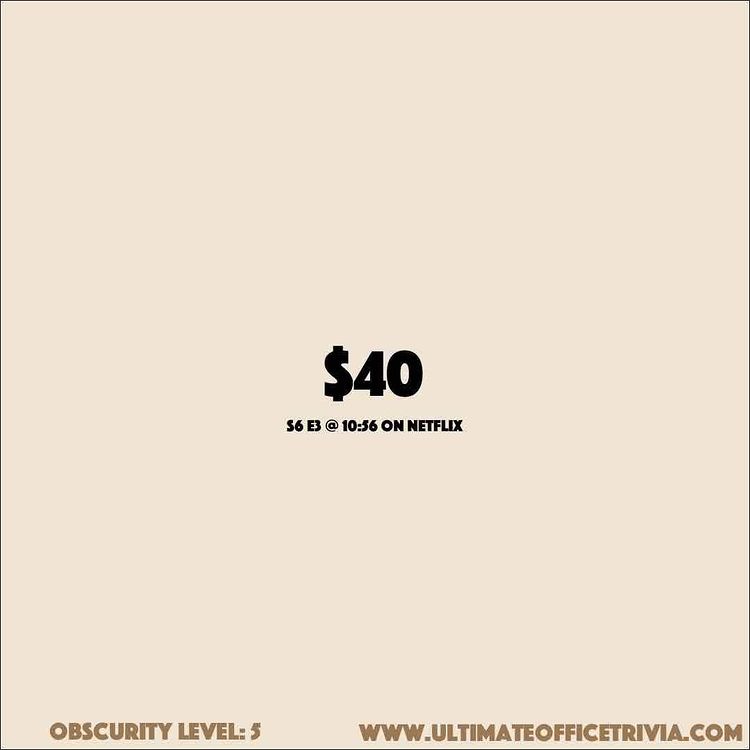 $40
S6 E3 @ 10:56 ON NETFLIX
OBSCURITY LEVEL: 5
WWW.ULTIMATEOFFICETRIVIA.COM